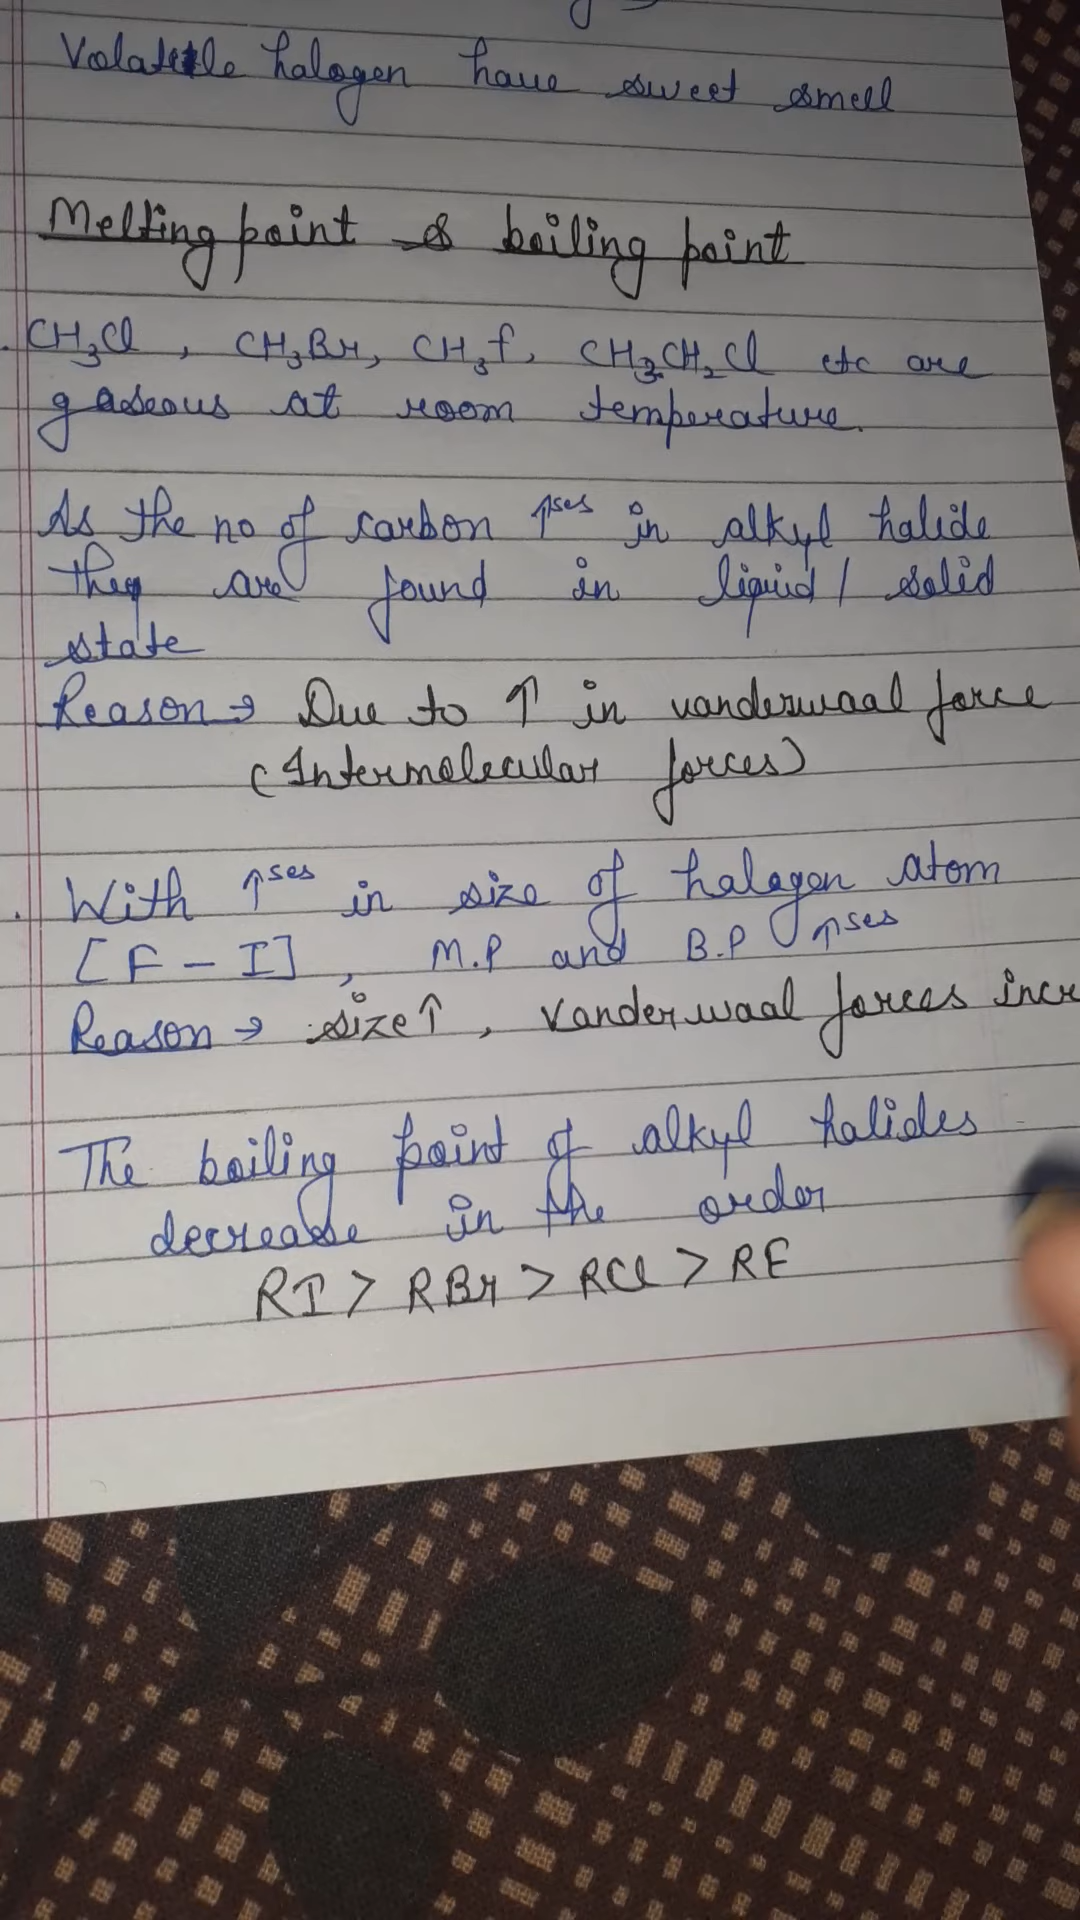 Volatile halogen have sweet smell
Melting point & boiling point
CH₃Cl, CH₃Br, CH₃f, CH₃CH₂Cl etc are
gaseous at room temperature.
As the no of carbon ↑ses in alkyl halide
they are found in liquid/ solid
state
Reason → Due to ↑ in vanderwaal force
(Intermolecular forces)
. With ↑ses in size of halogen atom
[F - I], M.P and B.P ↑ses
Reason → size↑, Vanderwaal forces incr
The boiling point of alkyl halides
decrease in the order
RI > RBr > RCl > RF